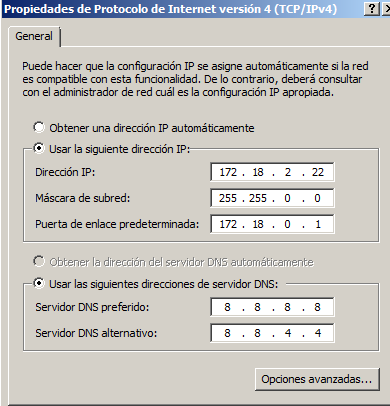 Propiedades de Protocolo de Internet versión 4 (TCP/IPv4)
General
Puede hacer que la configuración IP se asigne automáticamente si la red
es compatible con esta funcionalidad. De lo contrario, deberá consultar
con el administrador de red cuál es la configuración IP apropiada.
Obtener una dirección IP automáticamente
Usar la siguiente dirección IP:
Dirección IP: 172 . 18 . 2 . 22
Máscara de subred: 255 . 255 . 0 . 0
Puerta de enlace predeterminada: 172 . 18 . 0 . 1
Obtener la dirección del servidor DNS automáticamente
Usar las siguientes direcciones de servidor DNS:
Servidor DNS preferido: 8 . 8 . 8 . 8
Servidor DNS alternativo: 8 . 8 . 4 . 4
Opciones avanzadas...